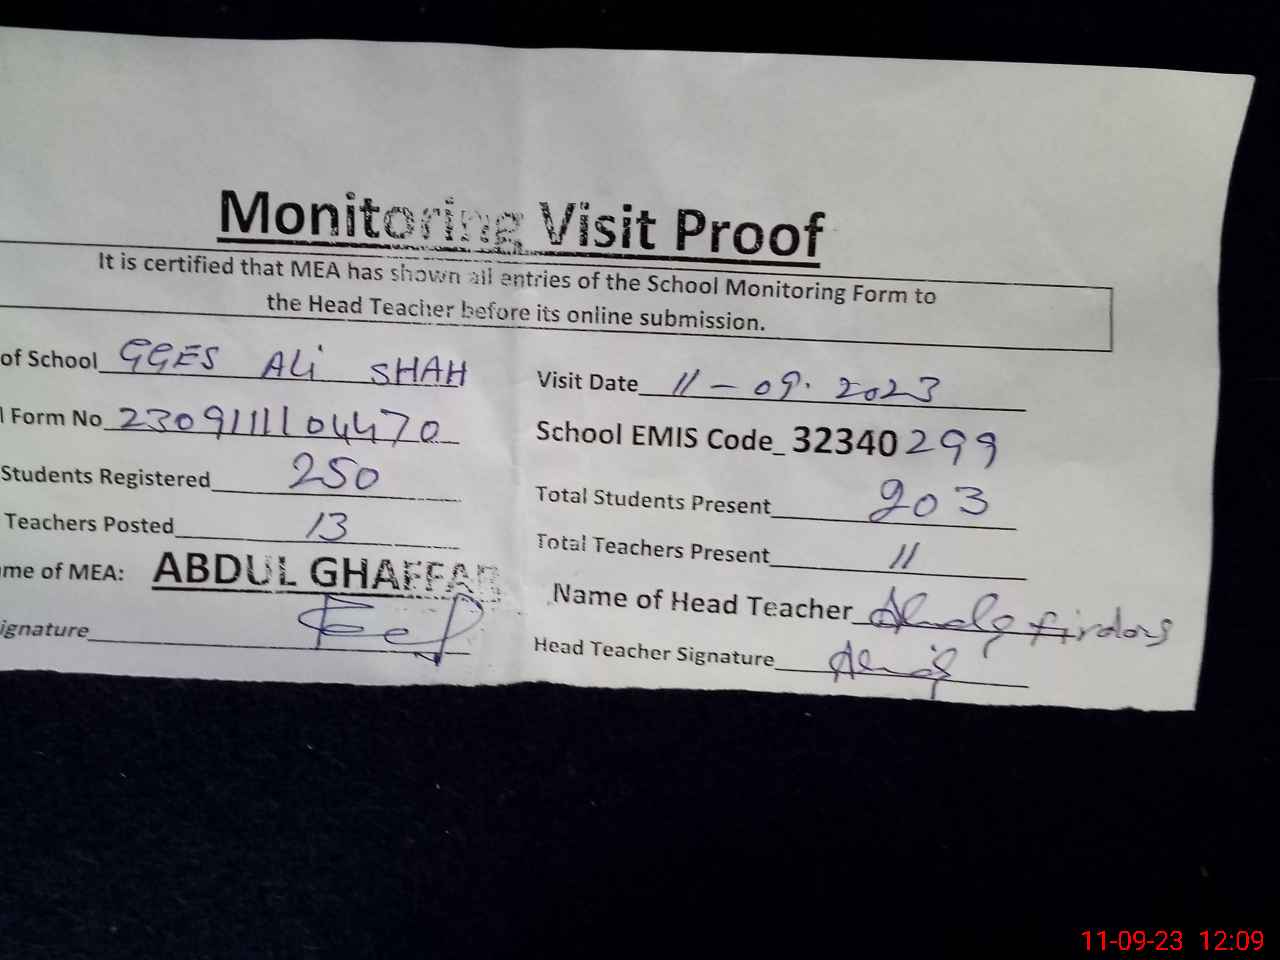 Monitoring Visit Proof
It is certified that MEA has shown all entries of the School Monitoring Form to
the Head Teacher before its online submission.
of School GGES ALi SHAH
Visit Date 11-09.2023
l Form No 2309111104470
School EMIS Code_ 32340299
Students Registered 250
Total Students Present 203
Teachers Posted 13
Total Teachers Present 11
me of MEA: ABDUL GHAFFAR
Name of Head Teacher firdous
ignature
Head Teacher Signature
11-09-23 12:09